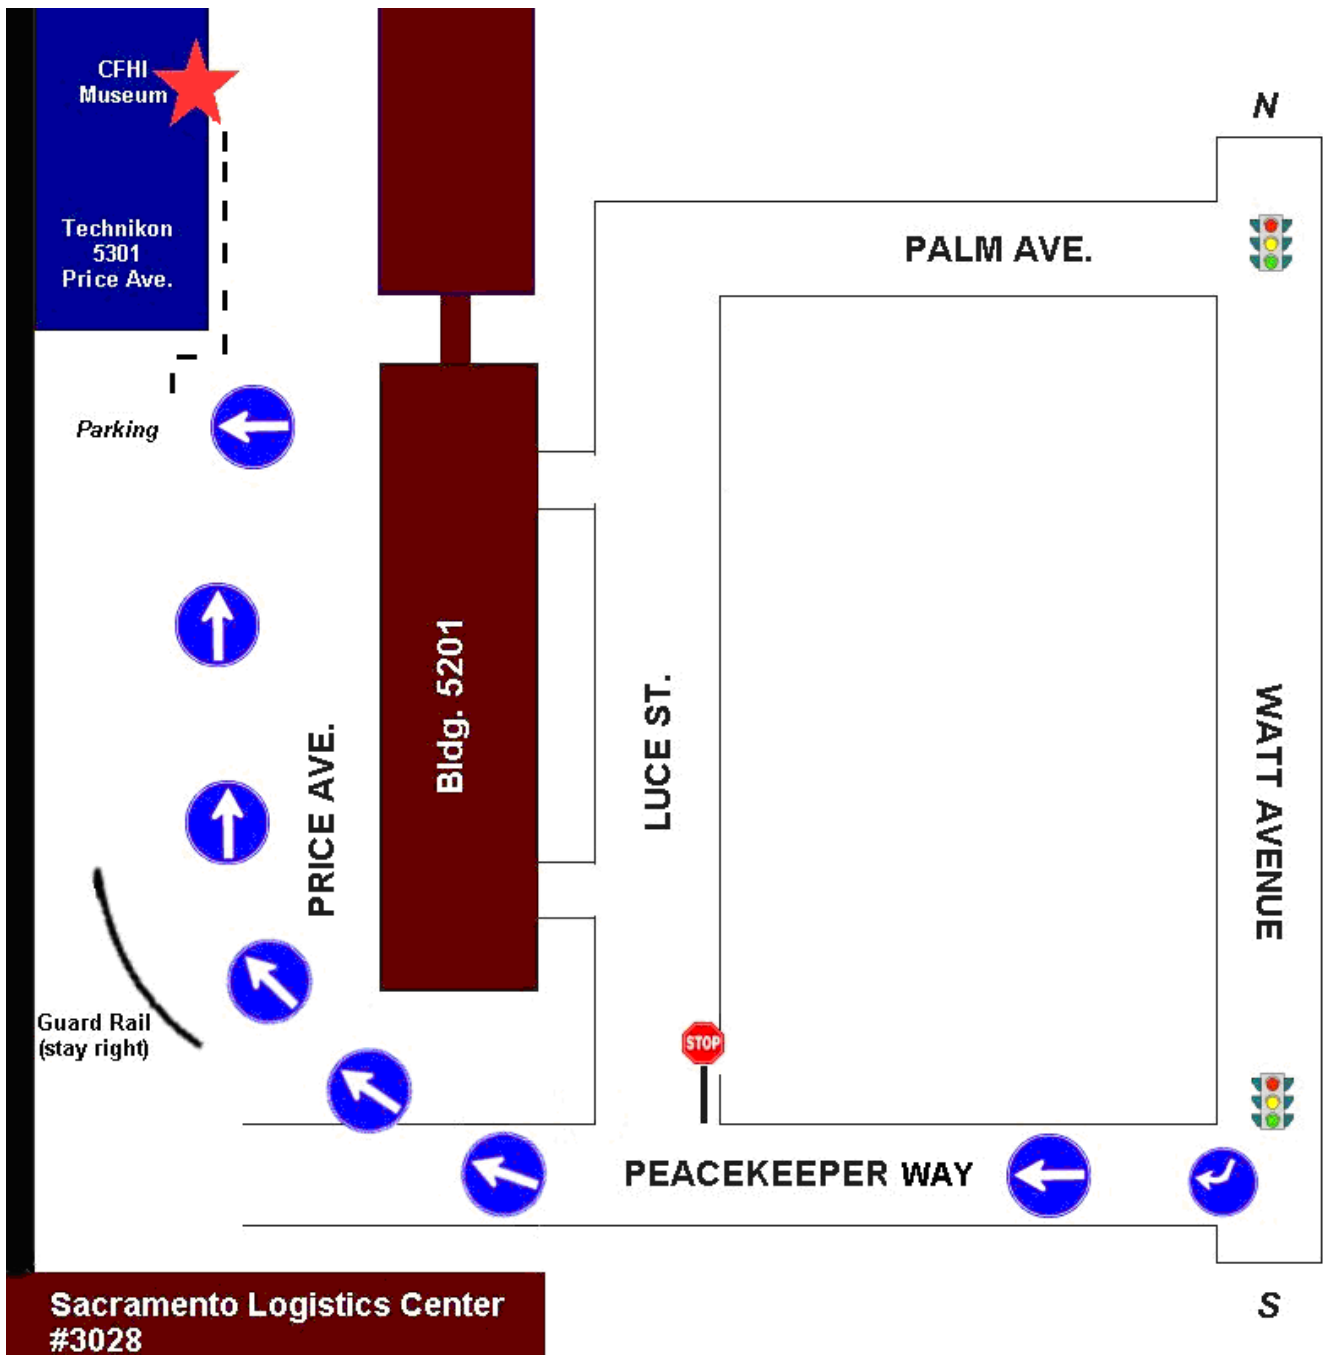 CFHI
Museum
N
Technikon
5301
Price Ave.
PALM AVE.
Parking
Bldg. 5201
LUCE ST.
WATT AVENUE
PRICE AVE.
Guard Rail
(stay right)
STOP
PEACEKEEPER WAY
Sacramento Logistics Center
#3028
S